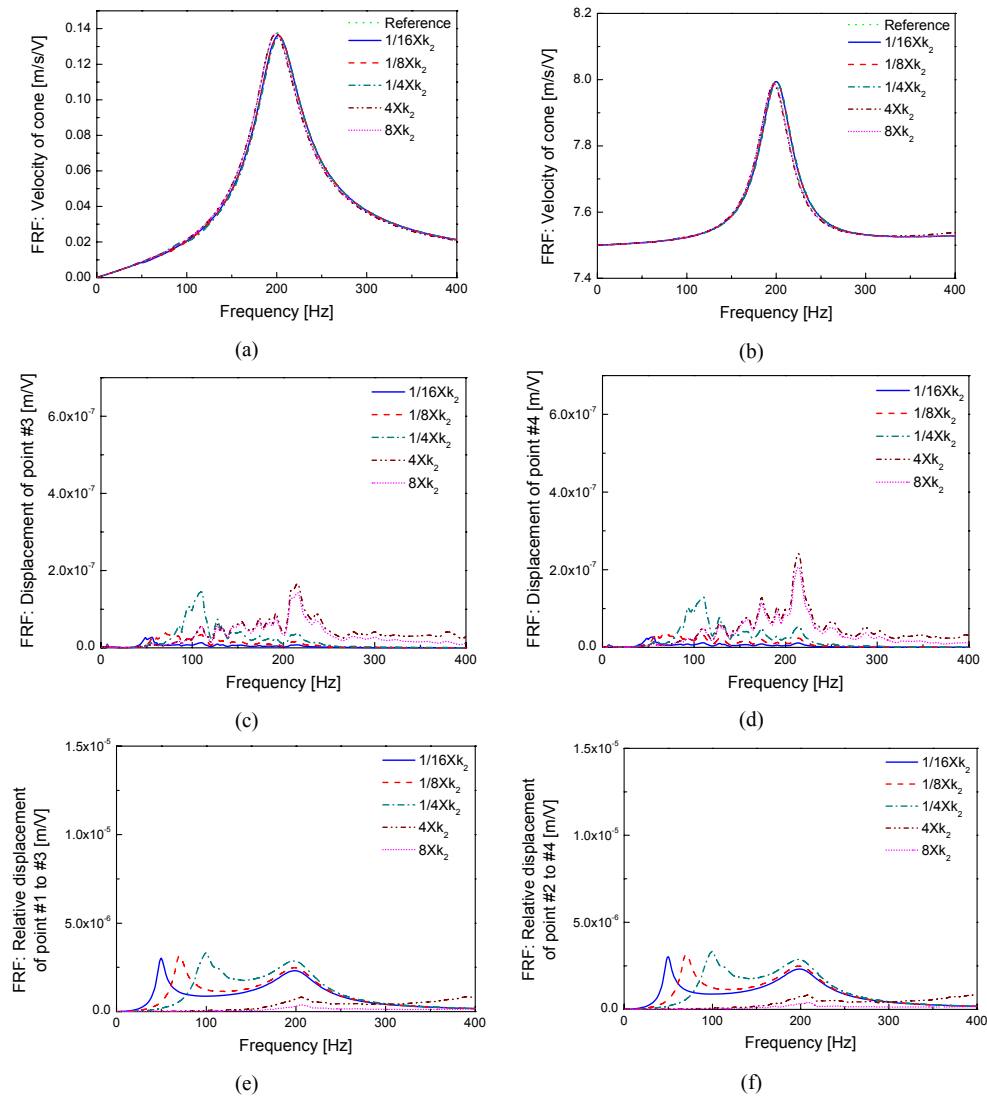 FRF: Velocity of cone [m/s/V]
0.14
0.12
0.10
0.08
0.06
0.04
0.02
0.00
0 100 200 300 400
Frequency [Hz]
Reference
1/16Xk2
1/8Xk2
1/4Xk2
4Xk2
8Xk2
(a)
FRF: Velocity of cone [m/s/V]
8.2
8.0
7.8
7.6
7.4
0 100 200 300 400
Frequency [Hz]
Reference
1/16Xk2
1/8Xk2
1/4Xk2
4Xk2
8Xk2
(b)
FRF: Displacement of point #3 [m/V]
6.0x10-7
4.0x10-7
2.0x10-7
0.0
0 100 200 300 400
Frequency [Hz]
1/16Xk2
1/8Xk2
1/4Xk2
4Xk2
8Xk2
(c)
FRF: Displacement of point #4 [m/V]
6.0x10-7
4.0x10-7
2.0x10-7
0.0
0 100 200 300 400
Frequency [Hz]
1/16Xk2
1/8Xk2
1/4Xk2
4Xk2
8Xk2
(d)
FRF: Relative displacement
of point #1 to #3 [m/V]
1.5x10-5
1.0x10-5
5.0x10-6
0.0
0 100 200 300 400
Frequency [Hz]
1/16Xk2
1/8Xk2
1/4Xk2
4Xk2
8Xk2
(e)
FRF: Relative displacement
of point #2 to #4 [m/V]
1.5x10-5
1.0x10-5
5.0x10-6
0.0
0 100 200 300 400
Frequency [Hz]
1/16Xk2
1/8Xk2
1/4Xk2
4Xk2
8Xk2
(f)